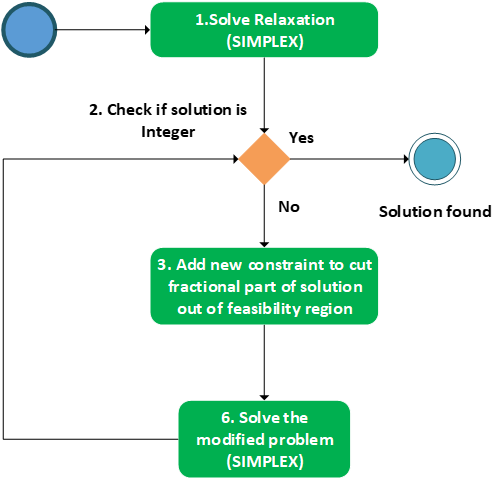 1.Solve Relaxation
(SIMPLEX)
2. Check if solution is
Integer
Yes
No
Solution found
3. Add new constraint to cut
fractional part of solution
out of feasibility region
6. Solve the
modified problem
(SIMPLEX)